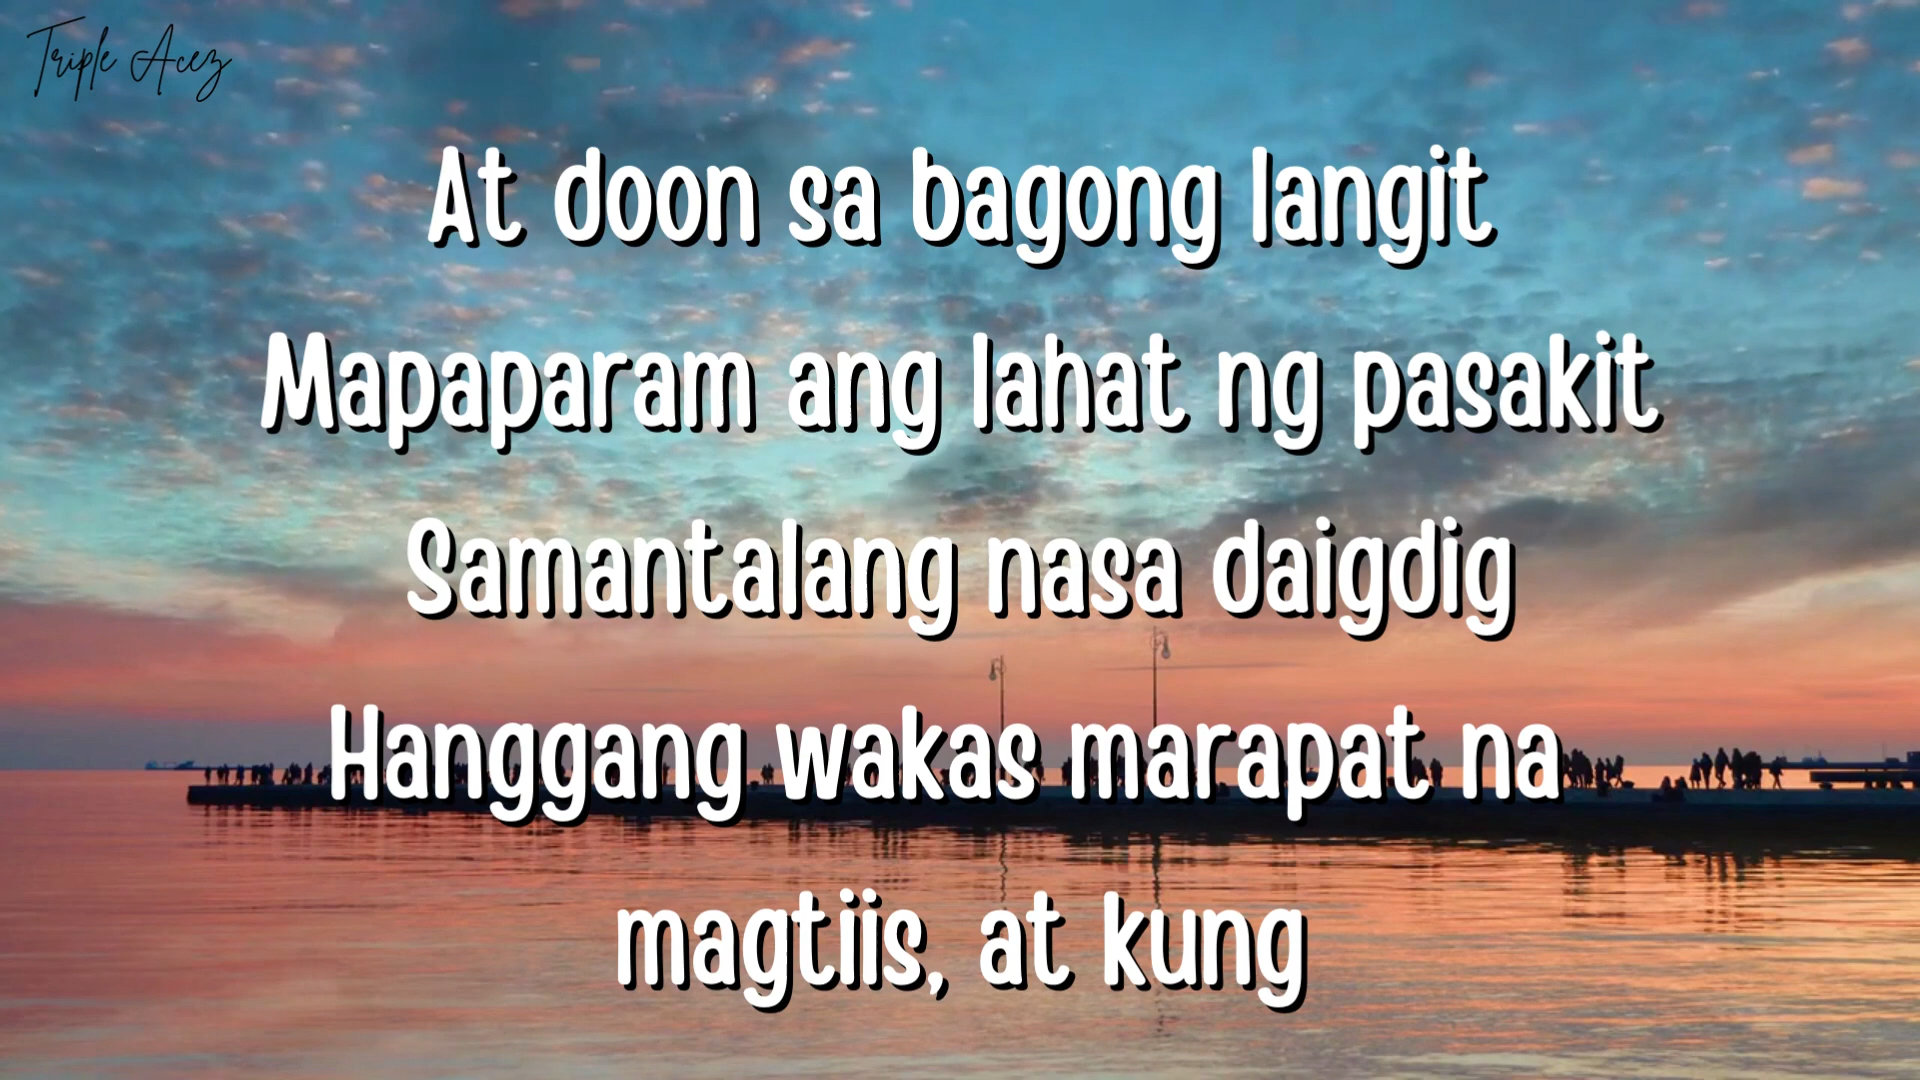 Triple Acez
At doon sa bagong langit
Mapaparam ang lahat ng pasakit
Samantalang nasa daigdig
Hanggang wakas marapat na
magtiis, at kung